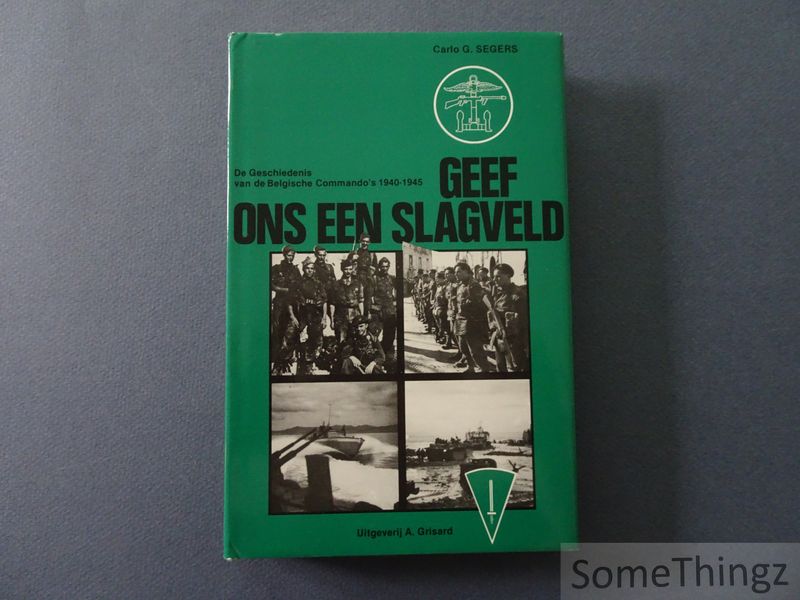 Carlo G. SEGERS
De Geschiedenis
van de Belgische Commando's 1940-1945
GEEF
ONS EEN SLAGVELD
Uitgeverij A. Grisard
SomeThingz